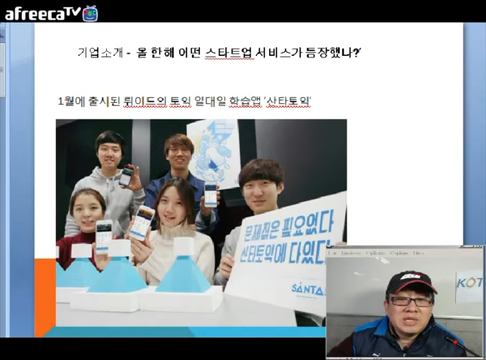 afreecaTV
기업소개 - 올 한해 어떤 스타트업 서비스가 등장했나?
1월에 출시된 뤼이드의 토익 일대일 학습앱 '산타토익'
문제집은 필요없다
산타토익에 다있다
SANTA
KOT